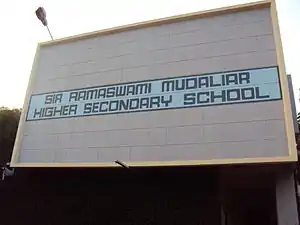 SIR RAMASWAMI MUDALIAR
HIGHER SECONDARY SCHOOL